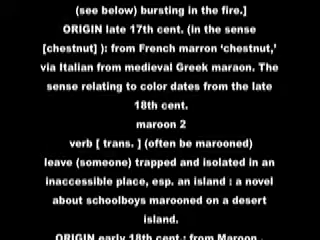 (see below) bursting in the fire.]
ORIGIN late 17th cent. (in the sense
[chestnut] ): from French marron ‘chestnut,’
via Italian from medieval Greek maraon. The
sense relating to color dates from the late
18th cent.
maroon 2
verb [ trans. ] (often be marooned)
leave (someone) trapped and isolated in an
inaccessible place, esp. an island : a novel
about schoolboys marooned on a desert
island.
ORIGIN early 18th cent.: from Maroon ,